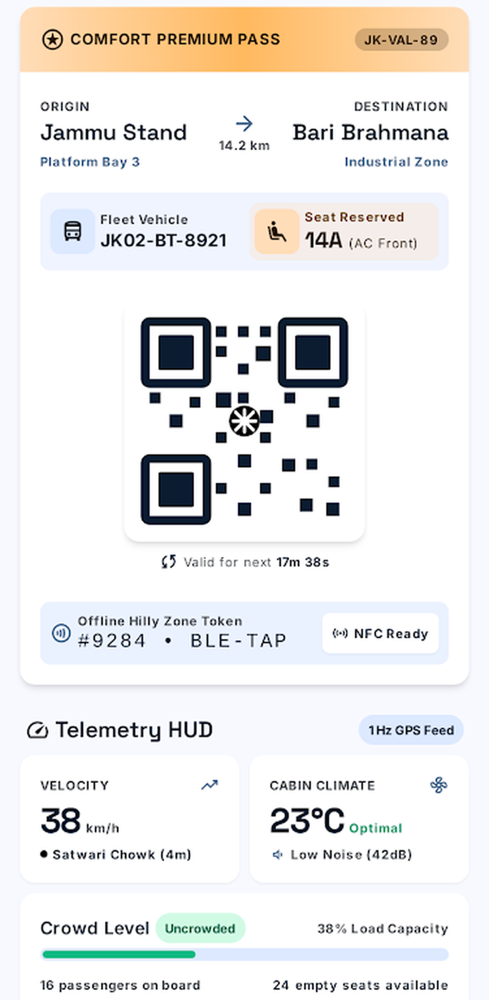 COMFORT PREMIUM PASS
JK-VAL-89
ORIGIN
DESTINATION
Jammu Stand
14.2 km
Bari Brahmana
Platform Bay 3
Industrial Zone
Fleet Vehicle
JK02-BT-8921
Seat Reserved
14A (AC Front)
Valid for next 17m 38s
Offline Hilly Zone Token
#9284 • BLE-TAP
NFC Ready
Telemetry HUD
1Hz GPS Feed
VELOCITY
38 km/h
Satwari Chowk (4m)
CABIN CLIMATE
23°C Optimal
Low Noise (42dB)
Crowd Level
Uncrowded
38% Load Capacity
16 passengers on board
24 empty seats available